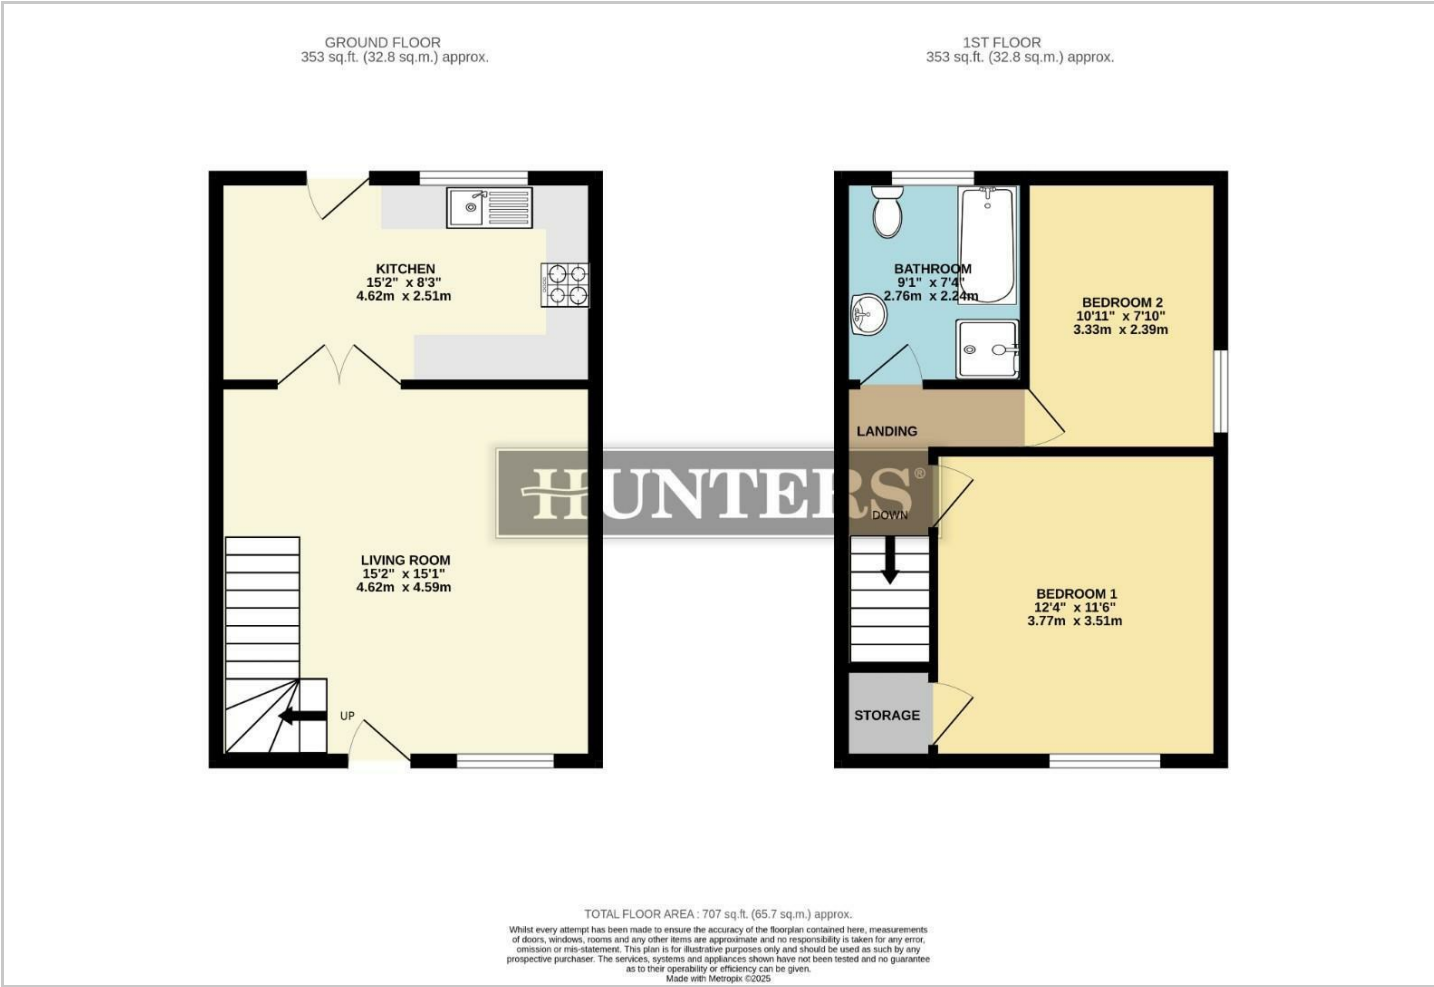 GROUND FLOOR
353 sq.ft. (32.8 sq.m.) approx.
1ST FLOOR
353 sq.ft. (32.8 sq.m.) approx.
KITCHEN
15'2" x 8'3"
4.62m x 2.51m
BATHROOM
9'1" x 7'4"
2.76m x 2.24m
BEDROOM 2
10'11" x 7'10"
3.33m x 2.39m
LANDING
HUNTERS®
DOWN
LIVING ROOM
15'2" x 15'1"
4.62m x 4.59m
BEDROOM 1
12'4" x 11'6"
3.77m x 3.51m
UP
STORAGE
TOTAL FLOOR AREA : 707 sq.ft. (65.7 sq.m.) approx.
Whilst every attempt has been made to ensure the accuracy of the floorplan contained here, measurements
of doors, windows, rooms and any other items are approximate and no responsibility is taken for any error,
omission or mis-statement. This plan is for illustrative purposes only and should be used as such by any
prospective purchaser. The services, systems and appliances shown have not been tested and no guarantee
as to their operability or efficiency can be given.
Made with Metropix ©2025